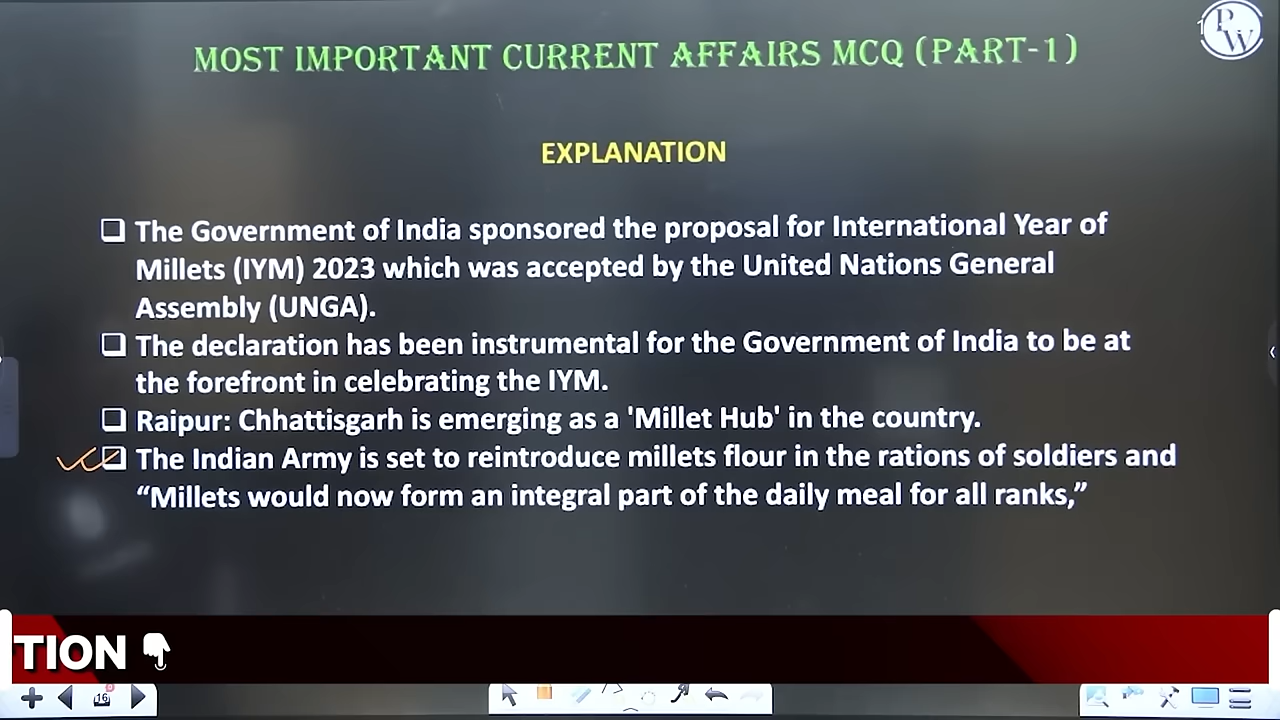 MOST IMPORTANT CURRENT AFFAIRS MCQ (PART-1)
PW
EXPLANATION
The Government of India sponsored the proposal for International Year of
Millets (IYM) 2023 which was accepted by the United Nations General
Assembly (UNGA).
The declaration has been instrumental for the Government of India to be at
the forefront in celebrating the IYM.
Raipur: Chhattisgarh is emerging as a 'Millet Hub' in the country.
The Indian Army is set to reintroduce millets flour in the rations of soldiers and
“Millets would now form an integral part of the daily meal for all ranks,”
TION
16